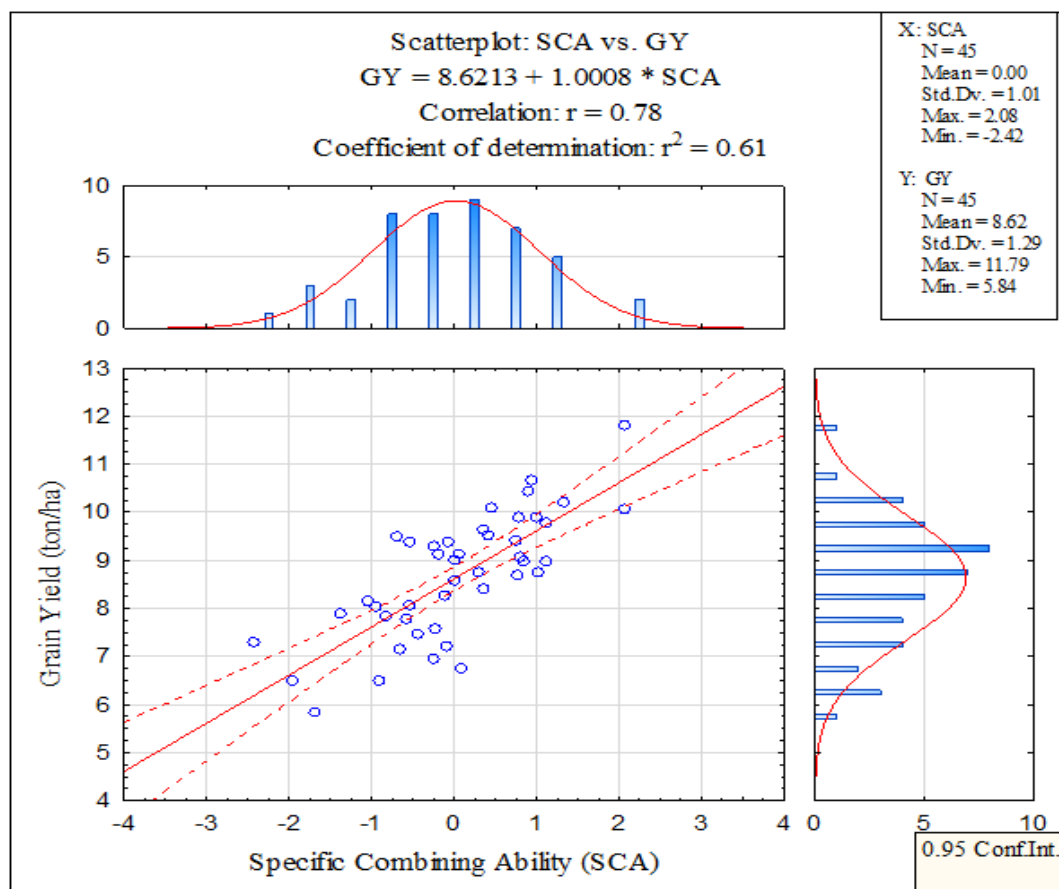 Scatterplot: SCA vs. GY
GY = 8.6213 + 1.0008 * SCA
Correlation: r = 0.78
Coefficient of determination: r² = 0.61
X: SCA
N = 45
Mean = 0.00
Std.Dv. = 1.01
Max. = 2.08
Min. = -2.42
Y: GY
N = 45
Mean = 8.62
Std.Dv. = 1.29
Max. = 11.79
Min. = 5.84
10
5
0
13
12
11
10
9
8
7
6
5
4
Grain Yield (ton/ha)
-4 -3 -2 -1 0 1 2 3 4
0 5 10
Specific Combining Ability (SCA)
0.95 Conf.Int.